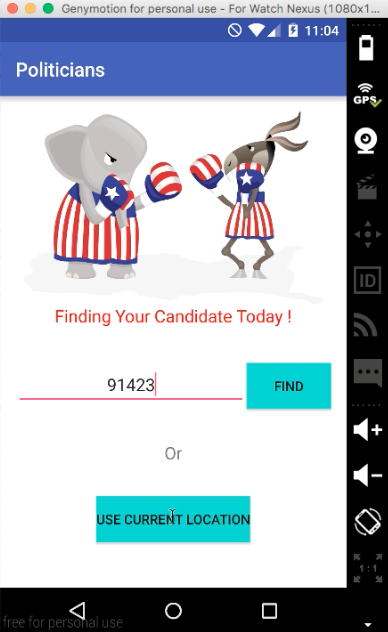 Genymotion for personal use - For Watch Nexus (1080x1...
11:04
Politicians
GPS
Finding Your Candidate Today !
91423
FIND
Or
ID
USE CURRENT LOCATION
1:1
free for personal use